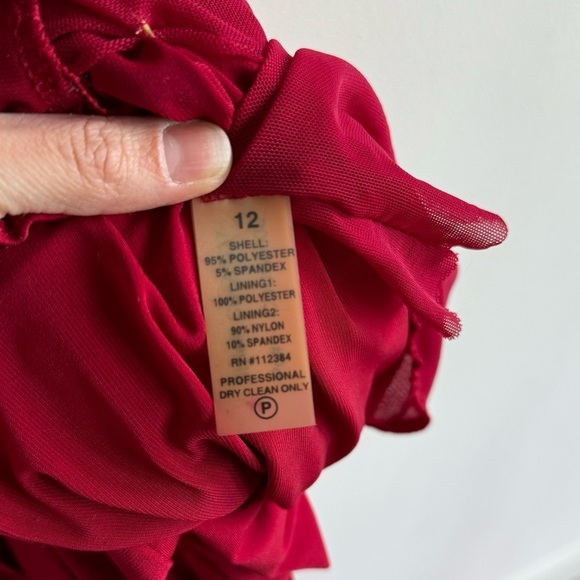 12
SHELL:
95% POLYESTER
5% SPANDEX
LINING1:
100% POLYESTER
LINING2:
90% NYLON
10% SPANDEX
RN #112384
PROFESSIONAL
DRY CLEAN ONLY
P